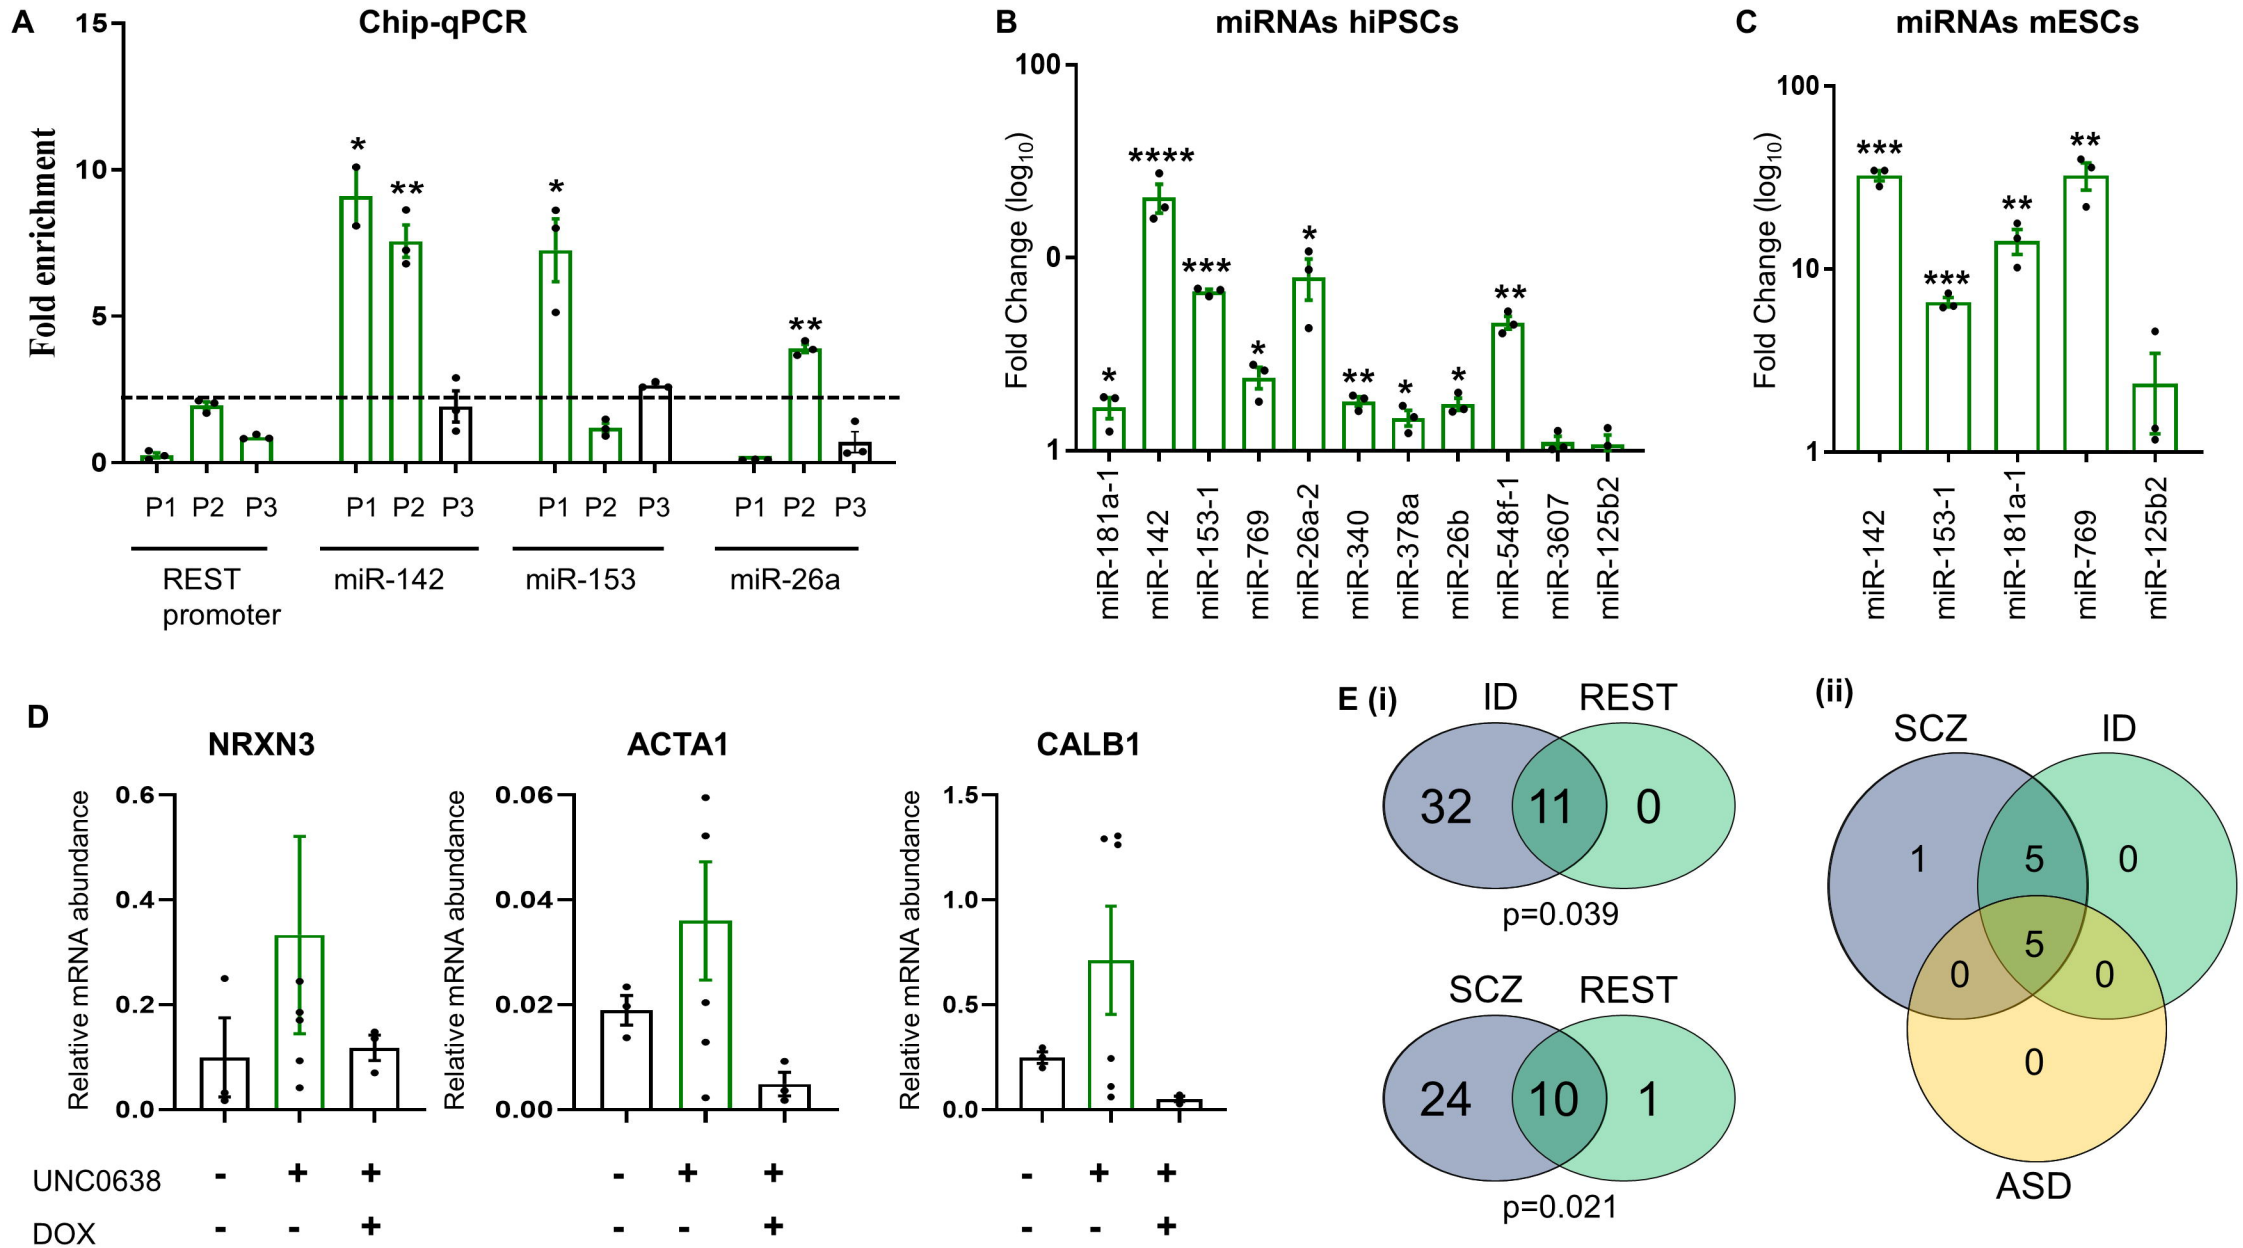 A
Chip-qPCR
15
10
5
0
Fold enrichment
*
**
*
**
P1 P2 P3 P1 P2 P3 P1 P2 P3 P1 P2 P3
REST promoter
miR-142
miR-153
miR-26a
B
miRNAs hiPSCs
100
0
1
Fold Change (log10)
*
****
***
*
*
**
*
*
**
miR-181a-1
miR-142
miR-153-1
miR-769
miR-26a-2
miR-340
miR-378a
miR-26b
miR-548f-1
miR-3607
miR-125b2
C
miRNAs mESCs
100
10
1
Fold Change (log10)
***
***
**
**
miR-142
miR-153-1
miR-181a-1
miR-769
miR-125b2
D
NRXN3
0.6
0.4
0.2
0.0
Relative mRNA abundance
ACTA1
0.06
0.04
0.02
0.00
Relative mRNA abundance
CALB1
1.5
1.0
0.5
0.0
Relative mRNA abundance
UNC0638 - + + - + + - + +
DOX - - + - - + - - +
E (i)
ID REST
32 11 0
p=0.039
SCZ REST
24 10 1
p=0.021
(ii)
SCZ ID
1 5 0
5
0 0
0
ASD